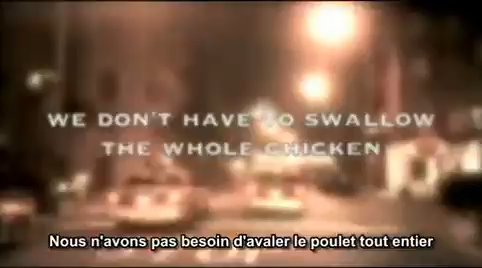 WE DON'T HAVE TO SWALLOW
THE WHOLE CHICKEN
Nous n'avons pas besoin d'avaler le poulet tout entier